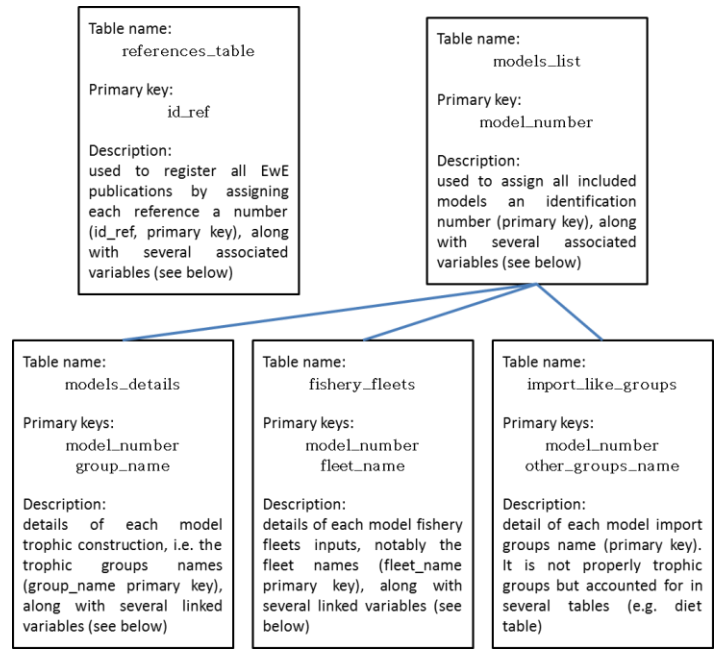 Table name:
references_table
Primary key:
id_ref
Description:
used to register all EwE
publications by assigning
each reference a number
(id_ref, primary key), along
with several associated
variables (see below)
Table name:
models_list
Primary key:
model_number
Description:
used to assign all included
models an identification
number (primary key), along
with several associated
variables (see below)
Table name:
models_details
Primary keys:
model_number
group_name
Description:
details of each model
trophic construction, i.e. the
trophic groups names
(group_name primary key),
along with several linked
variables (see below)
Table name:
fishery_fleets
Primary keys:
model_number
fleet_name
Description:
details of each model fishery
fleets inputs, notably the
fleet names (fleet_name
primary key), along with
several linked variables (see
below)
Table name:
import_like_groups
Primary keys:
model_number
other_groups_name
Description:
detail of each model import
groups name (primary key).
It is not properly trophic
groups but accounted for in
several tables (e.g. diet
table)